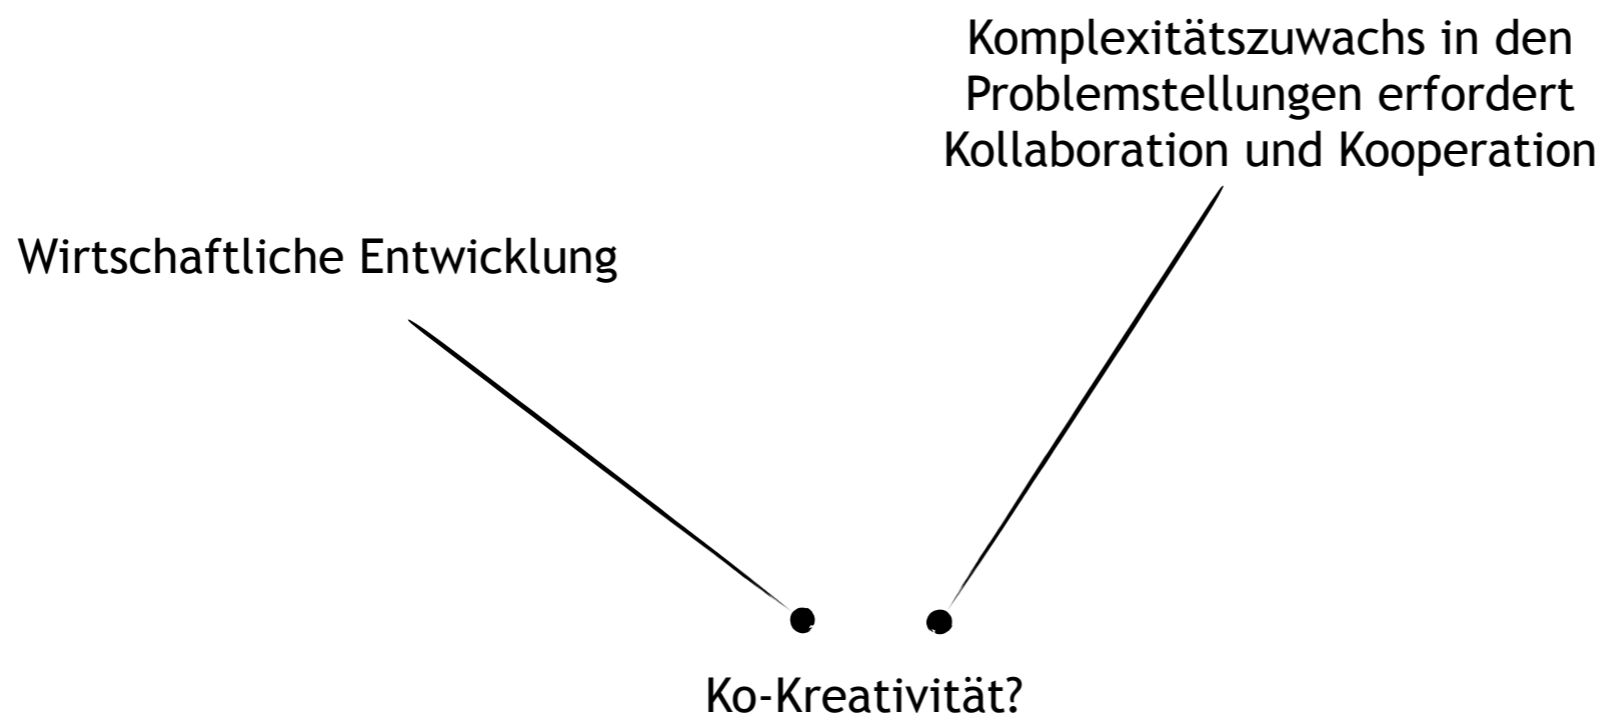 Komplexitätszuwachs in den
Problemstellungen erfordert
Kollaboration und Kooperation
Wirtschaftliche Entwicklung
Ko-Kreativität?